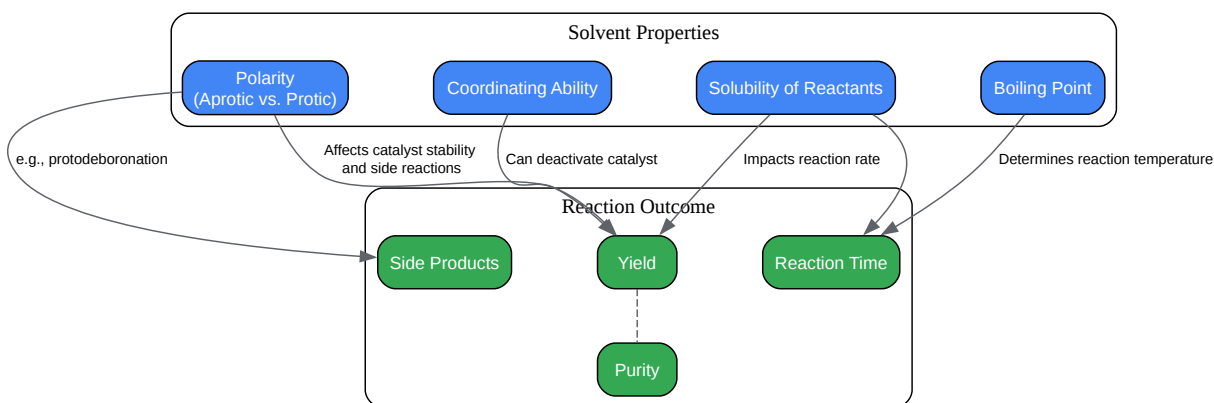 Solvent Properties
Polarity
(Aprotic vs. Protic)
Coordinating Ability
Solubility of Reactants
Boiling Point
e.g., protodeboronation
Affects catalyst stability
and side reactions
Can deactivate catalyst
Impacts reaction rate
Determines reaction temperature
Reaction Outcome
Side Products
Yield
Reaction Time
Purity